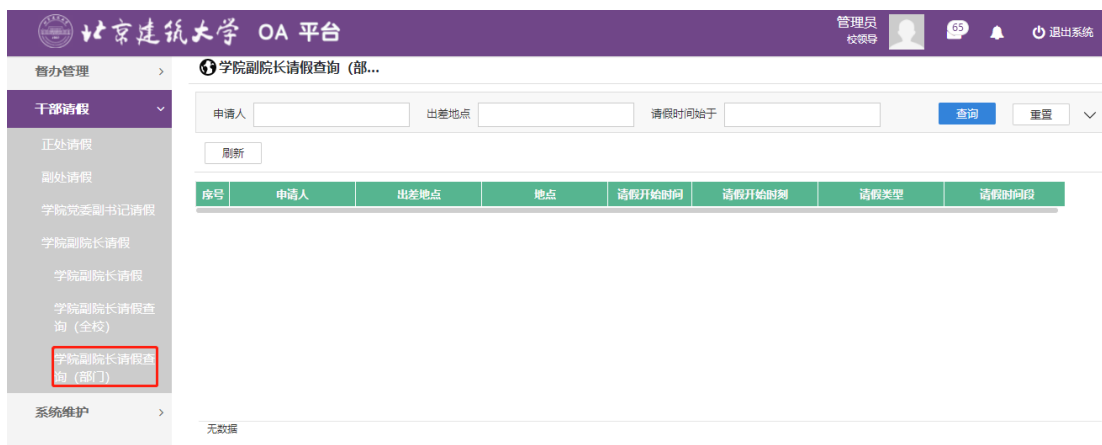 北京建筑大学 OA 平台
管理员
校领导
65
退出系统
督办管理
干部请假
正处请假
副处请假
学院党委副书记请假
学院副院长请假
学院副院长请假
学院副院长请假查
询（全校）
学院副院长请假查
询（部门）
系统维护
学院副院长请假查询（部...
申请人 出差地点 请假时间始于 查询 重置
刷新
序号 申请人 出差地点 地点 请假开始时间 请假开始时刻 请假类型 请假时间段
无数据